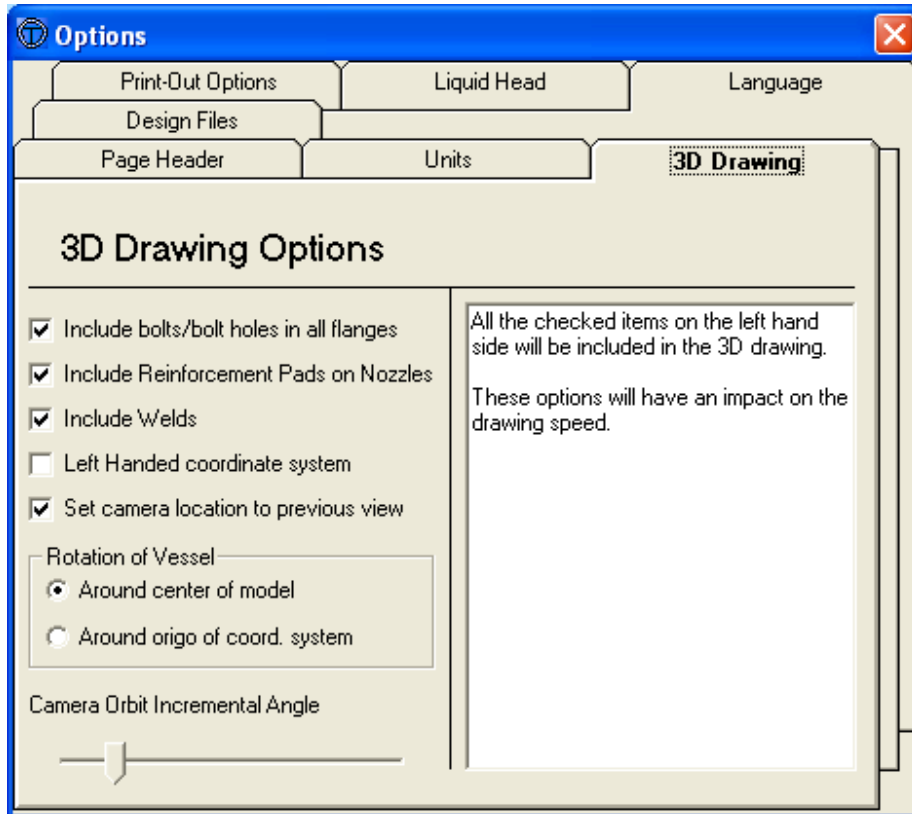 Options
Print-Out Options
Liquid Head
Language
Design Files
Page Header
Units
3D Drawing
3D Drawing Options
Include bolts/bolt holes in all flanges
Include Reinforcement Pads on Nozzles
Include Welds
Left Handed coordinate system
Set camera location to previous view
Rotation of Vessel
Around center of model
Around origo of coord. system
Camera Orbit Incremental Angle
All the checked items on the left hand
side will be included in the 3D drawing.
These options will have an impact on the
drawing speed.